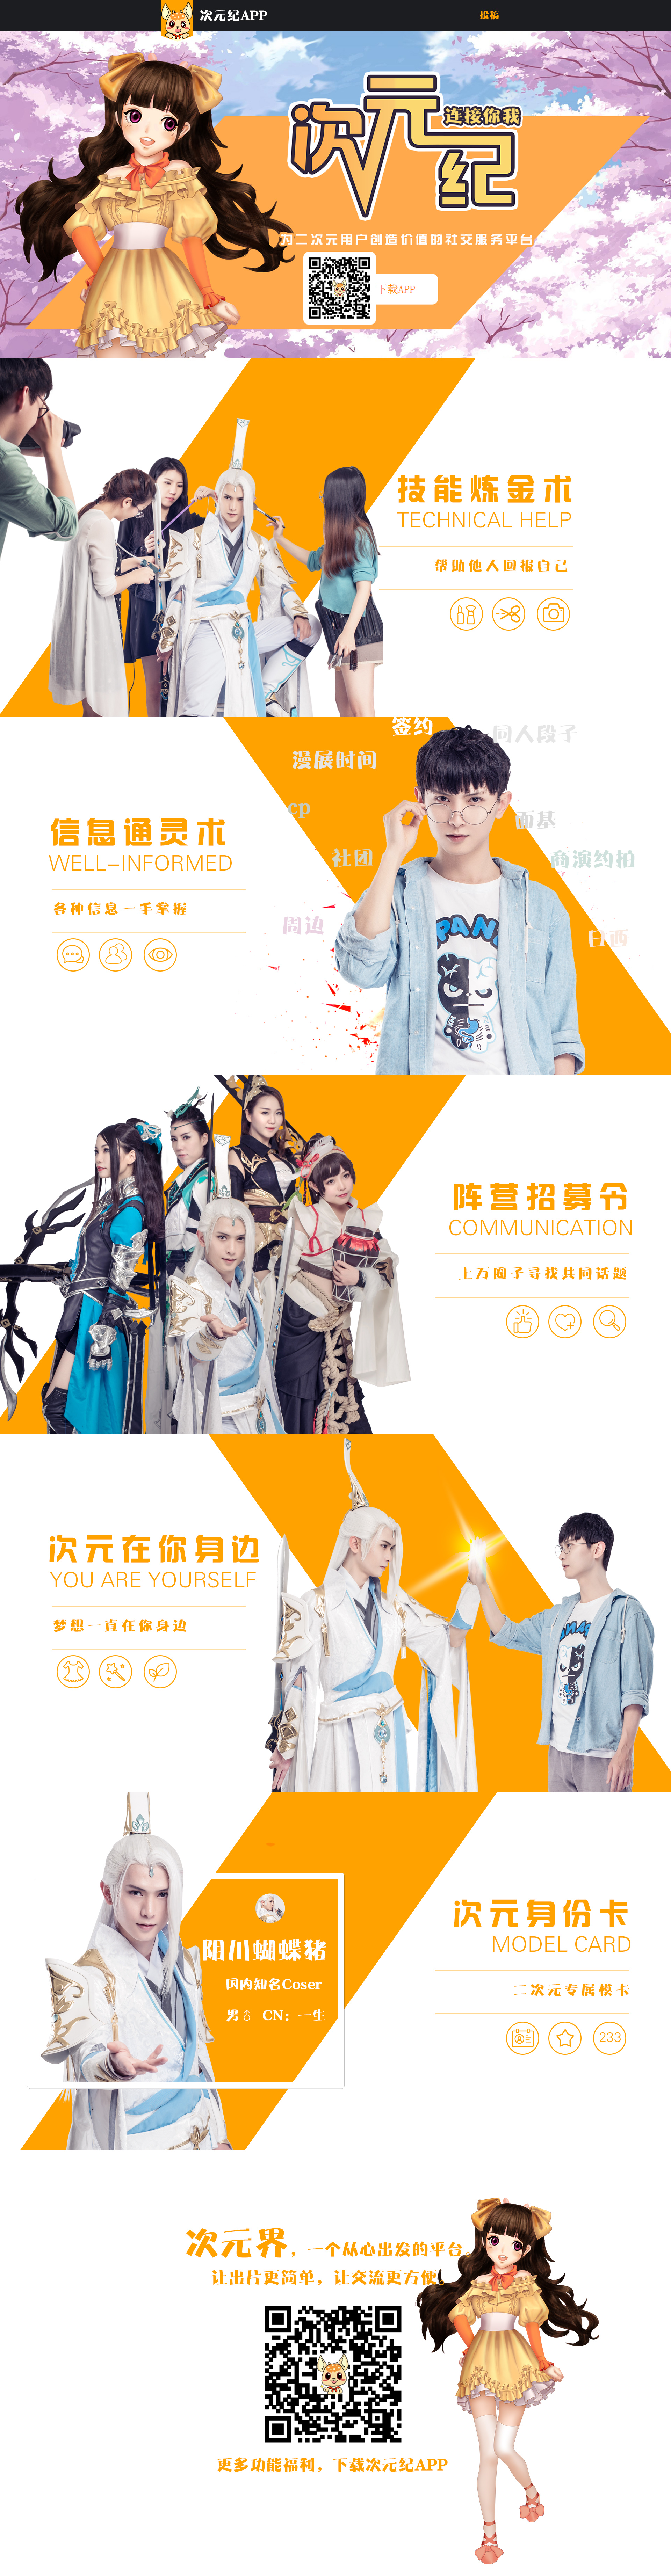 次元纪APP
投稿
次元纪
连接你我
为二次元用户创造价值的社交服务平台
下载APP
技能炼金术
TECHNICAL HELP
帮助他人回报自己
签约
同人段子
漫展时间
cp
面基
社团
商演约拍
周边
日西
信息通灵术
WELL-INFORMED
各种信息一手掌握
PANA
阵营招募令
COMMUNICATION
上万圈子寻找共同话题
次元在你身边
YOU ARE YOURSELF
梦想一直在你身边
阴川蝴蝶猪
国内知名Coser
男♂ CN：一生
次元身份卡
MODEL CARD
二次元专属模卡
233
次元界，一个从心出发的平台。
让出片更简单，让交流更方便。
更多功能福利，下载次元纪APP